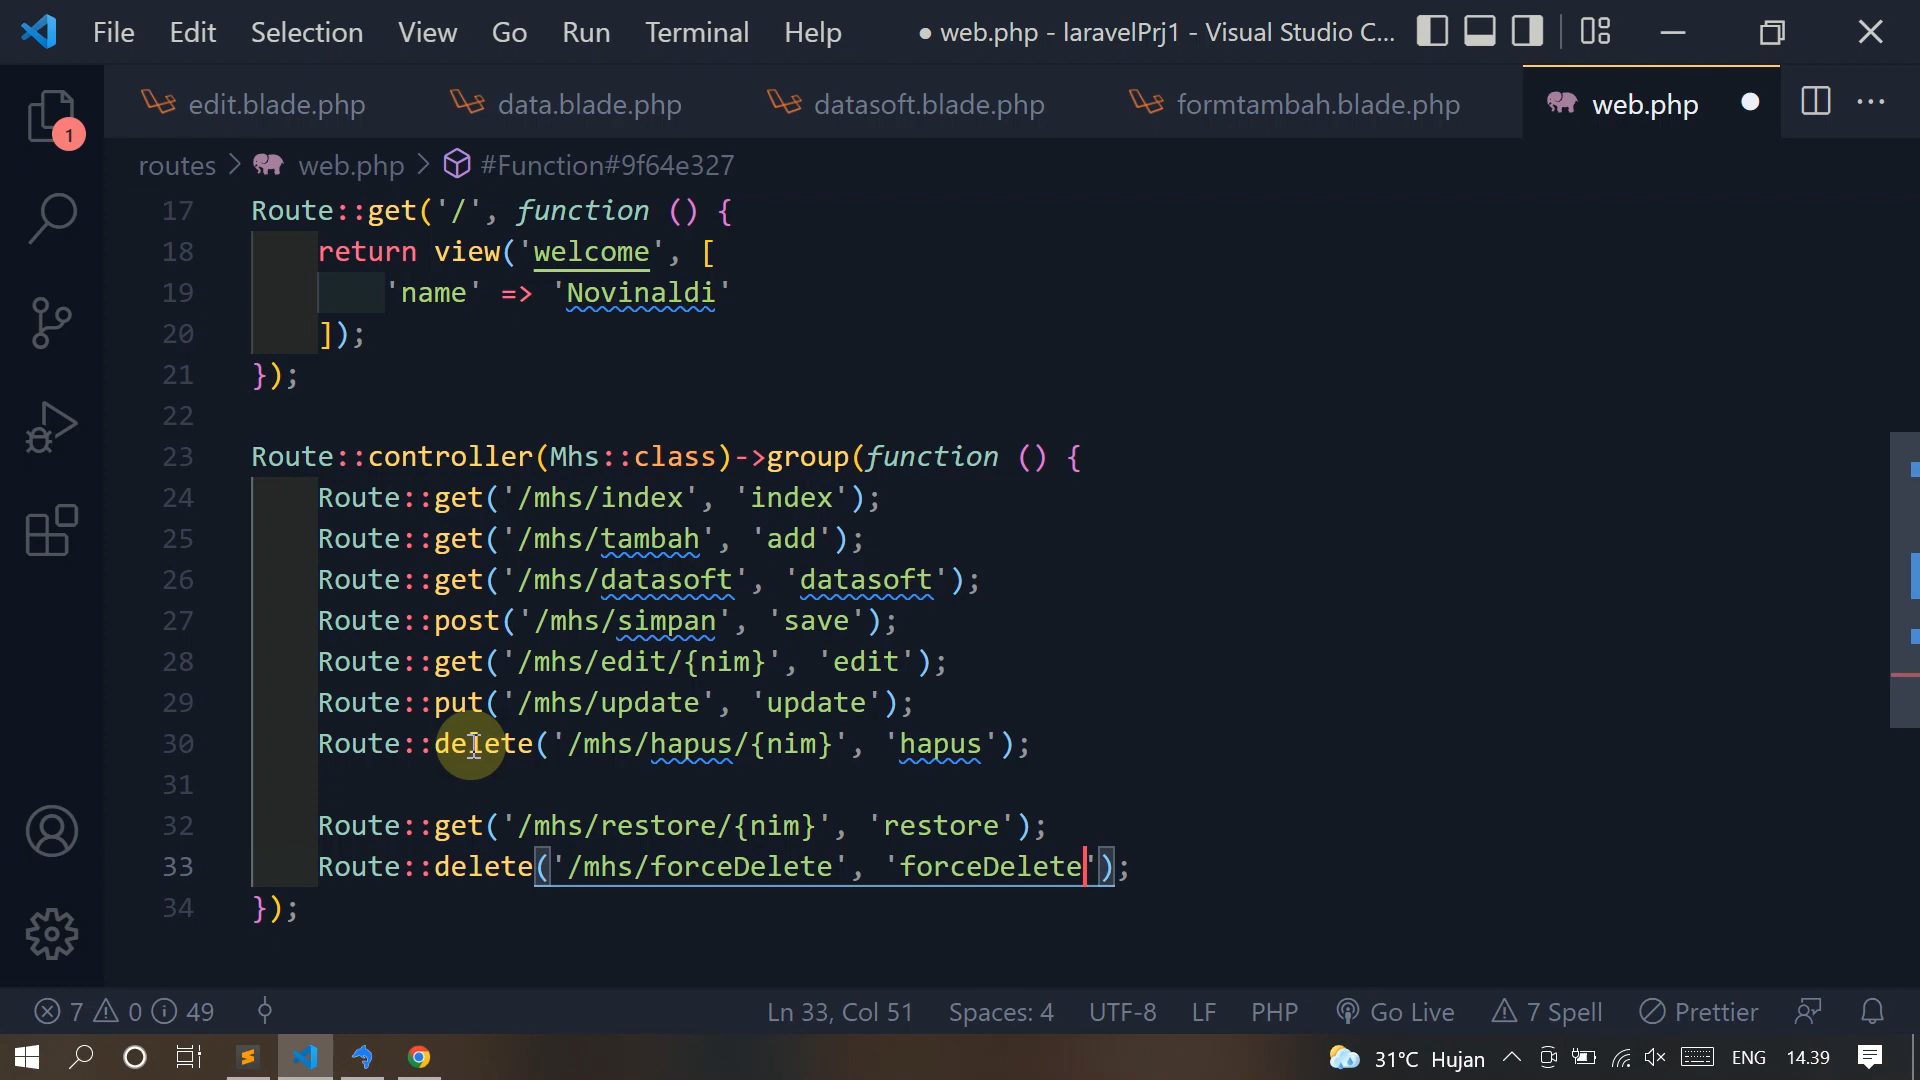 File Edit Selection View Go Run Terminal Help ● web.php - laravelPrj1 - Visual Studio C...
edit.blade.php data.blade.php datasoft.blade.php formtambah.blade.php web.php ● ...
1
routes > web.php > #Function#9f64e327
17 Route::get('/', function () {
18 return view('welcome', [
19 'name' => 'Novinaldi'
20 ]);
21 });
22
23 Route::controller(Mhs::class)->group(function () {
24 Route::get('/mhs/index', 'index');
25 Route::get('/mhs/tambah', 'add');
26 Route::get('/mhs/datasoft', 'datasoft');
27 Route::post('/mhs/simpan', 'save');
28 Route::get('/mhs/edit/{nim}', 'edit');
29 Route::put('/mhs/update', 'update');
30 Route::delete('/mhs/hapus/{nim}', 'hapus');
31
32 Route::get('/mhs/restore/{nim}', 'restore');
33 Route::delete('/mhs/forceDelete', 'forceDelete');
34 });
7 0 49 Ln 33, Col 51 Spaces: 4 UTF-8 LF PHP Go Live 7 Spell Prettier
31°C Hujan ENG 14.39